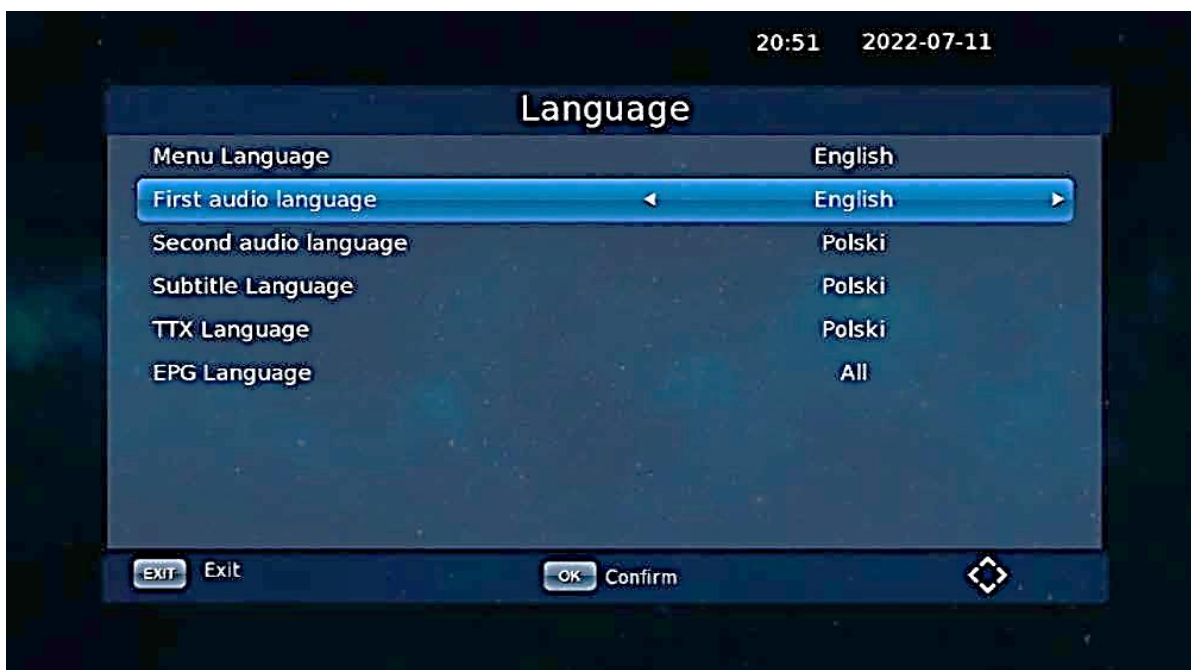 20:51 2022-07-11
Language
Menu Language English
First audio language English
Second audio language Polski
Subtitle Language Polski
TTX Language Polski
EPG Language All
EXIT Exit OK Confirm